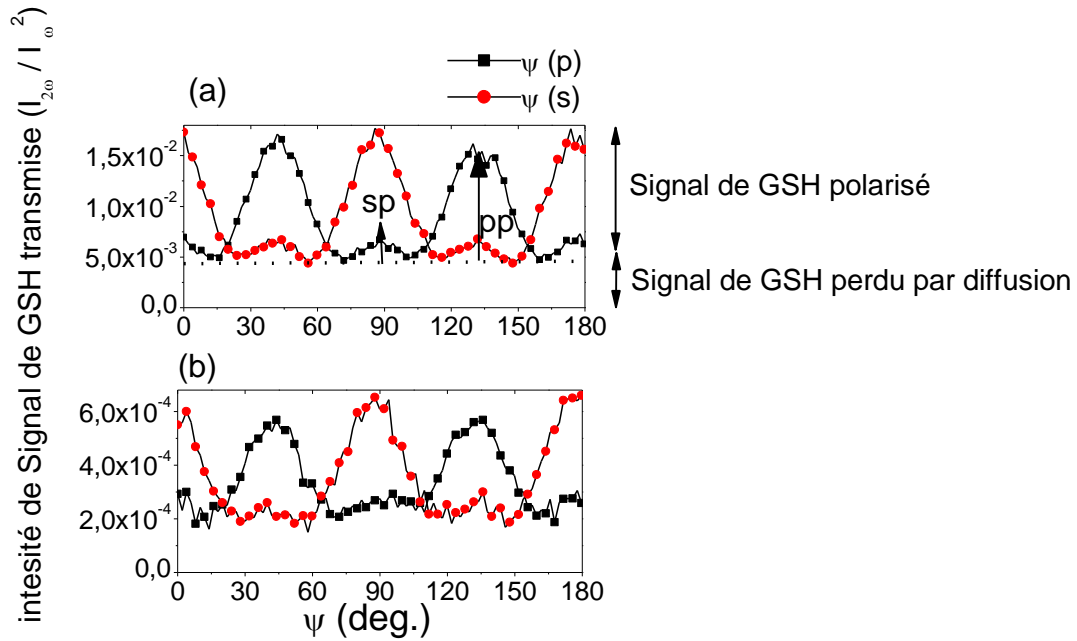 intesité de Signal de GSH transmise (I2ω / Iω²)
ψ (p)
ψ (s)
(a)
1,5x10⁻²
1,0x10⁻²
5,0x10⁻³
0,0
sp
pp
0 30 60 90 120 150 180
Signal de GSH polarisé
Signal de GSH perdu par diffusion
(b)
6,0x10⁻⁴
4,0x10⁻⁴
2,0x10⁻⁴
0,0
0 30 60 90 120 150 180
ψ (deg.)